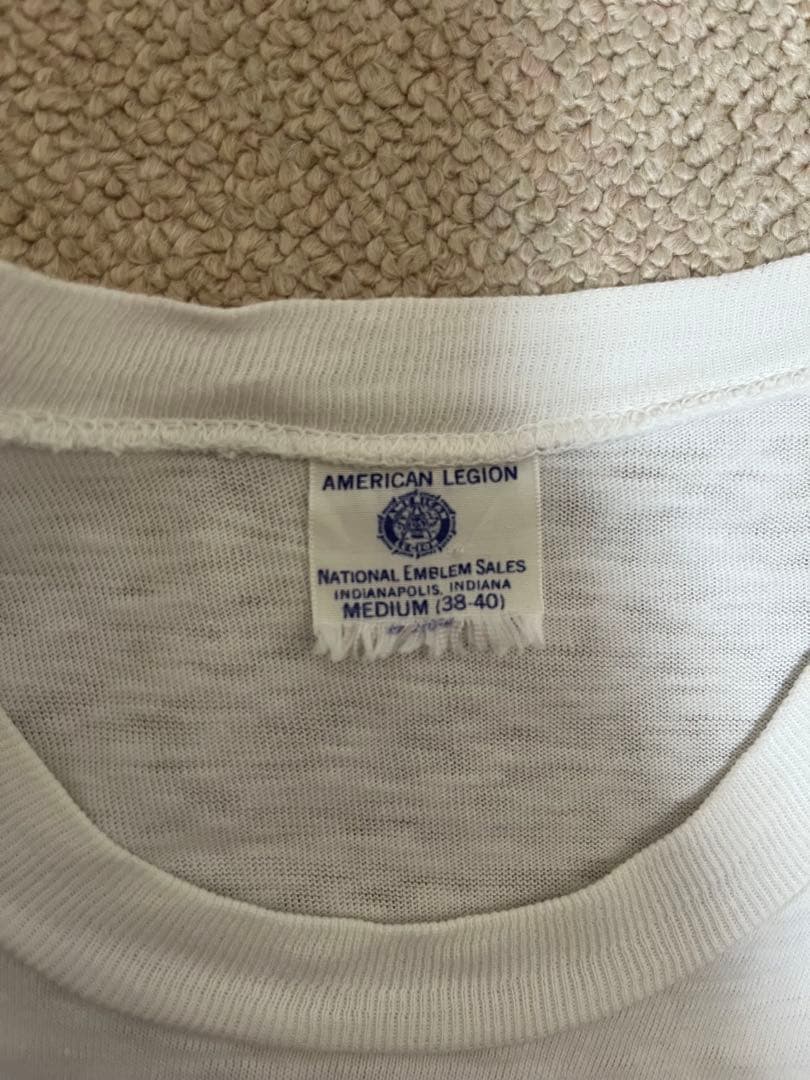 AMERICAN LEGION
NATIONAL EMBLEM SALES
INDIANAPOLIS, INDIANA
MEDIUM (38-40)